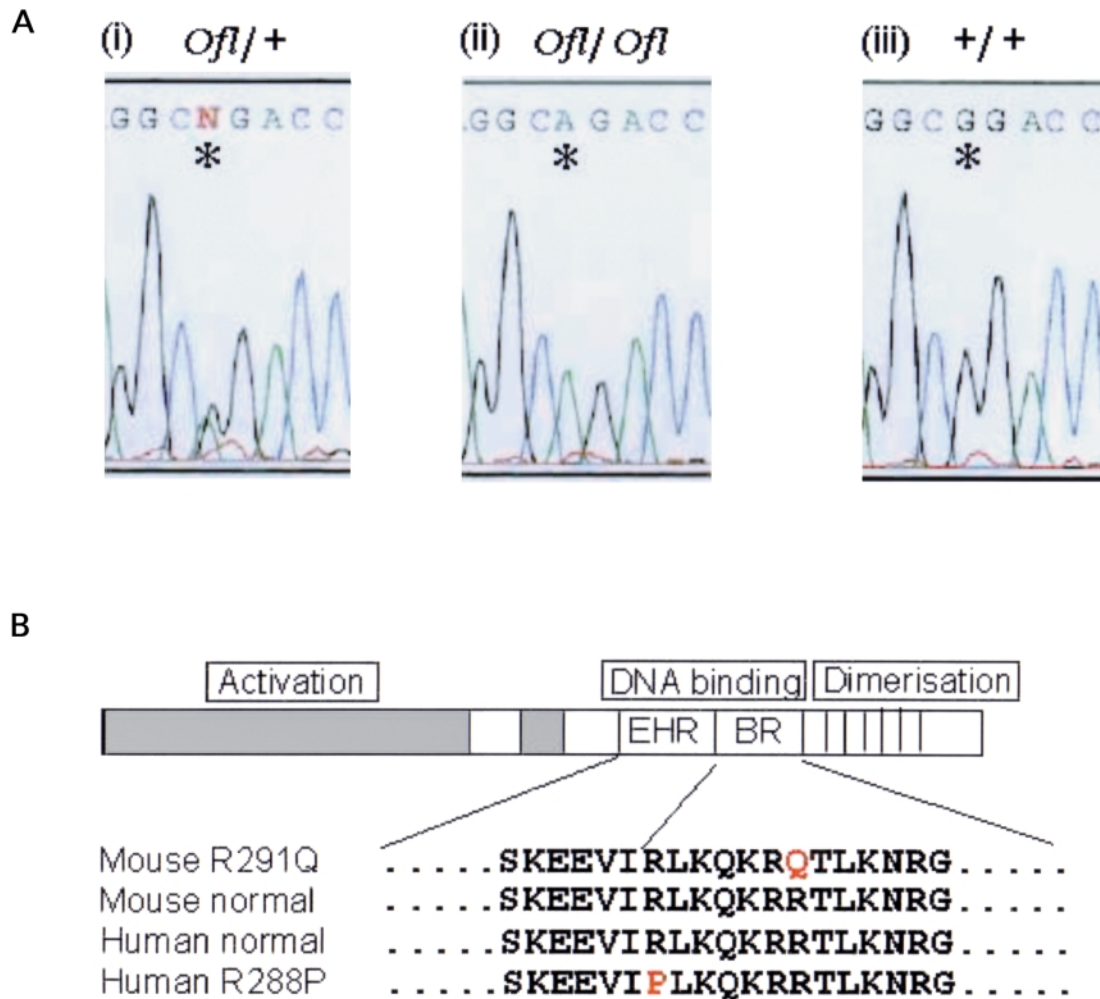 A
(i) Ofl/+ (ii) Ofl/Ofl (iii) +/+
GGCNGACC GGCAGACC GGCGGACC
* * *
B
Activation DNA binding Dimerisation
EHR BR
Mouse R291Q .....SKEEVIRLKQKRQTLKNRG.....
Mouse normal .....SKEEVIRLKQKRRTLKNRG.....
Human normal .....SKEEVIRLKQKRRTLKNRG.....
Human R288P .....SKEEVIPLKQKRRTLKNRG.....